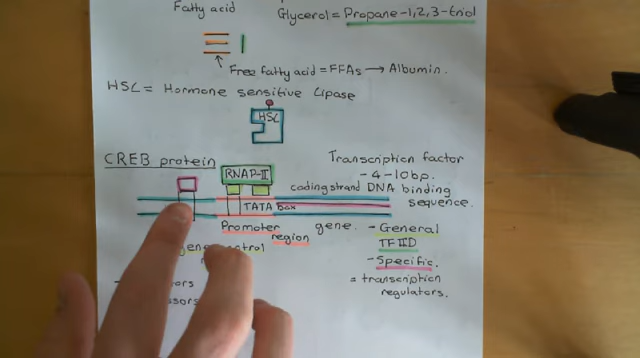 Fatty acid
Glycerol = Propane-1,2,3-triol
Free fatty acid = FFAs → Albumin.
HSL = Hormone sensitive Lipase
HSL
CREB protein
Transcription factor
RNAP-II
- 4-10bp.
coding strand DNA binding
sequence.
TATA box
Promoter
region
gene.
- General
TFIID
- Specific.
= transcription
regulators.